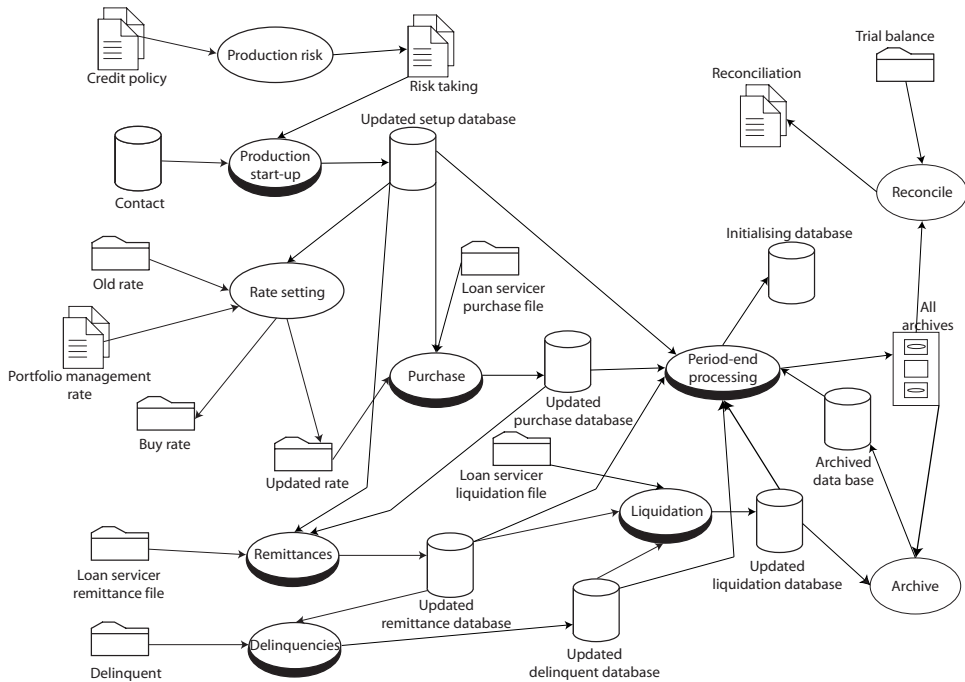 Credit policy
Production risk
Risk taking
Trial balance
Reconciliation
Updated setup database
Contact
Production
start-up
Reconcile
Old rate
Rate setting
Loan servicer
purchase file
Initialising database
Portfolio management
rate
All
archives
Purchase
Period-end
processing
Buy rate
Updated
purchase database
Updated rate
Loan servicer
liquidation file
Archived
data base
Liquidation
Loan servicer
remittance file
Remittances
Updated
remittance database
Updated
liquidation database
Archive
Delinquent
Delinquencies
Updated
delinquent database